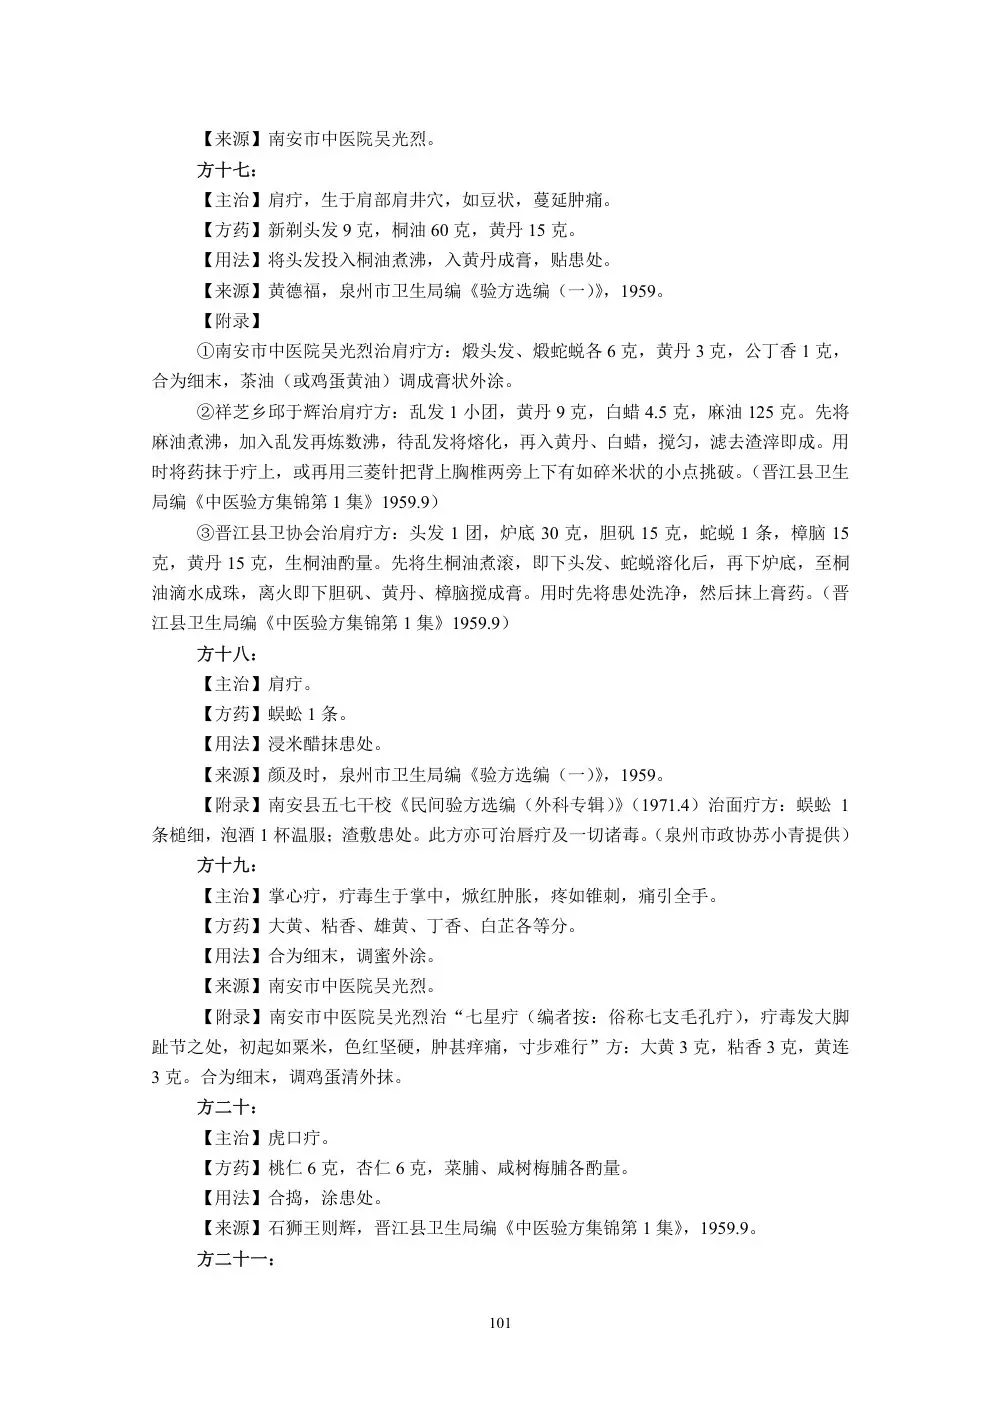 【来源】南安市中医院吴光烈。
方十七：
【主治】肩疔，生于肩部肩井穴，如豆状，蔓延肿痛。
【方药】新剃头发 9 克，桐油 60 克，黄丹 15 克。
【用法】将头发投入桐油煮沸，入黄丹成膏，贴患处。
【来源】黄德福，泉州市卫生局编《验方选编（一）》，1959。
【附录】
①南安市中医院吴光烈治肩疔方：煅头发、煅蛇蜕各 6 克，黄丹 3 克，公丁香 1 克，
合为细末，茶油（或鸡蛋黄油）调成膏状外涂。
②祥芝乡邱于辉治肩疔方：乱发 1 小团，黄丹 9 克，白蜡 4.5 克，麻油 125 克。先将
麻油煮沸，加入乱发再炼数沸，待乱发将熔化，再入黄丹、白蜡，搅匀，滤去渣滓即成。用
时将药抹于疔上，或再用三菱针把背上胸椎两旁上下有如碎米状的小点挑破。（晋江县卫生
局编《中医验方集锦第 1 集》1959.9）
③晋江县卫协会治肩疔方：头发 1 团，炉底 30 克，胆矾 15 克，蛇蜕 1 条，樟脑 15
克，黄丹 15 克，生桐油酌量。先将生桐油煮滚，即下头发、蛇蜕溶化后，再下炉底，至桐
油滴水成珠，离火即下胆矾、黄丹、樟脑搅成膏。用时先将患处洗净，然后抹上膏药。（晋
江县卫生局编《中医验方集锦第 1 集》1959.9）
方十八：
【主治】肩疔。
【方药】蜈蚣 1 条。
【用法】浸米醋抹患处。
【来源】颜及时，泉州市卫生局编《验方选编（一）》，1959。
【附录】南安县五七干校《民间验方选编（外科专辑）》（1971.4）治面疔方：蜈蚣 1
条槌细，泡酒 1 杯温服；渣敷患处。此方亦可治唇疔及一切诸毒。（泉州市政协苏小青提供）
方十九：
【主治】掌心疔，疔毒生于掌中，焮红肿胀，疼如锥刺，痛引全手。
【方药】大黄、粘香、雄黄、丁香、白芷各等分。
【用法】合为细末，调蜜外涂。
【来源】南安市中医院吴光烈。
【附录】南安市中医院吴光烈治“七星疔（编者按：俗称七支毛孔疔），疔毒发大脚
趾节之处，初起如粟米，色红坚硬，肿甚痒痛，寸步难行”方：大黄 3 克，粘香 3 克，黄连
3 克。合为细末，调鸡蛋清外抹。
方二十：
【主治】虎口疔。
【方药】桃仁 6 克，杏仁 6 克，菜脯、咸树梅脯各酌量。
【用法】合捣，涂患处。
【来源】石狮王则辉，晋江县卫生局编《中医验方集锦第 1 集》，1959.9。
方二十一：
101